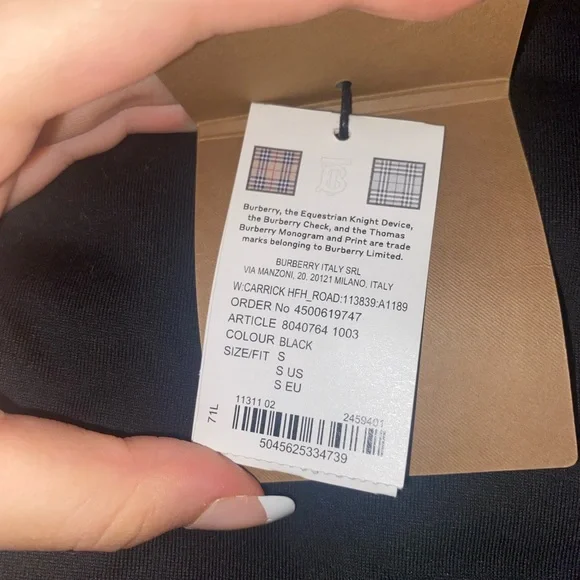 Burberry, the Equestrian Knight Device,
the Burberry Check, and the Thomas
Burberry Monogram and Print are trade
marks belonging to Burberry Limited.
BURBERRY ITALY SRL
VIA MANZONI, 20, 20121 MILANO, ITALY
W:CARRICK HFH_ROAD:113839:A1189
ORDER No 4500619747
ARTICLE 8040764 1003
COLOUR BLACK
SIZE/FIT S
S US
S EU
71L
11311 02 2459401
5045625334739